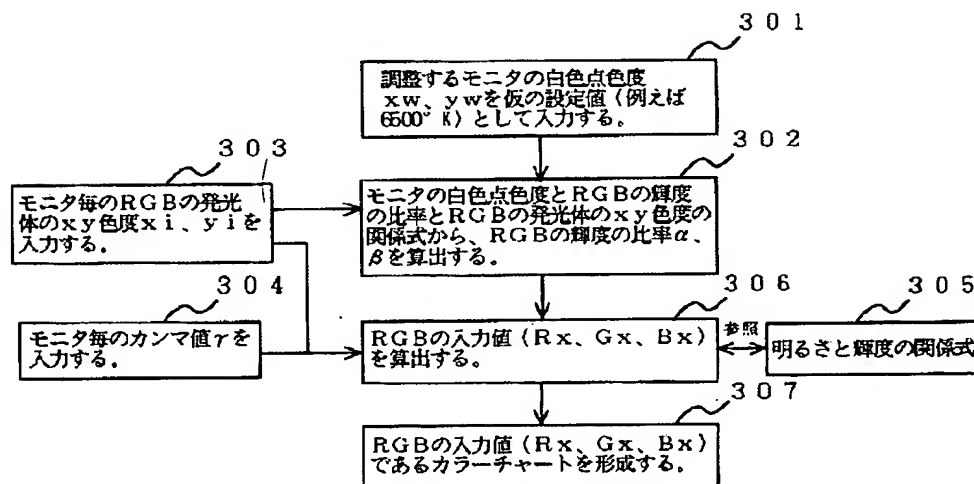 301
調整するモニタの白色点色度
xw、ywを仮の設定値(例えば
6500°K)として入力する。
302
303
モニタ毎のRGBの発光
体のxy色度xi、yiを
入力する。
モニタの白色点色度とRGBの輝度
の比率とRGBの発光体のxy色度の
関係式から、RGBの輝度の比率α、
βを算出する。
304
モニタ毎のカンマ値γを
入力する。
306
RGBの入力値(Rx、Gx、Bx)
を算出する。
参照
305
明るさと輝度の関係式
307
RGBの入力値(Rx、Gx、Bx)
であるカラーチャートを形成する。